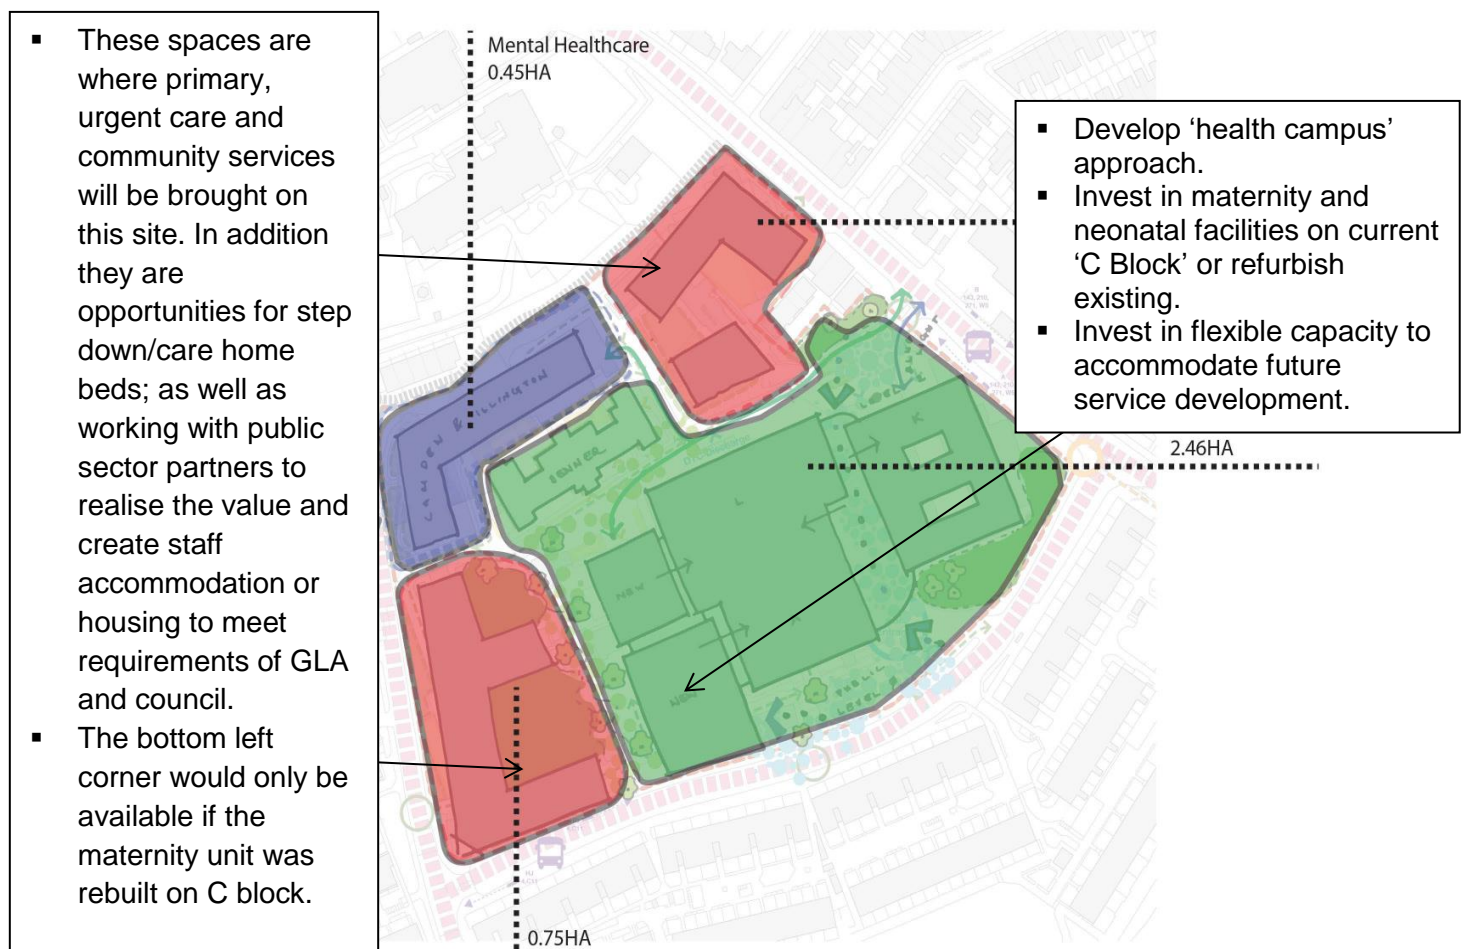 ▪ These spaces are
where primary,
urgent care and
community services
will be brought on
this site. In addition
they are
opportunities for step
down/care home
beds; as well as
working with public
sector partners to
realise the value and
create staff
accommodation or
housing to meet
requirements of GLA
and council.
▪ The bottom left
corner would only be
available if the
maternity unit was
rebuilt on C block.
Mental Healthcare
0.45HA
▪ Develop ‘health campus’
approach.
▪ Invest in maternity and
neonatal facilities on current
‘C Block’ or refurbish
existing.
▪ Invest in flexible capacity to
accommodate future
service development.
2.46HA
CAMDEN & ISLINGTON
JENNER
L
K
NEW
NEW
PUBLIC
LEVEL
0.75HA